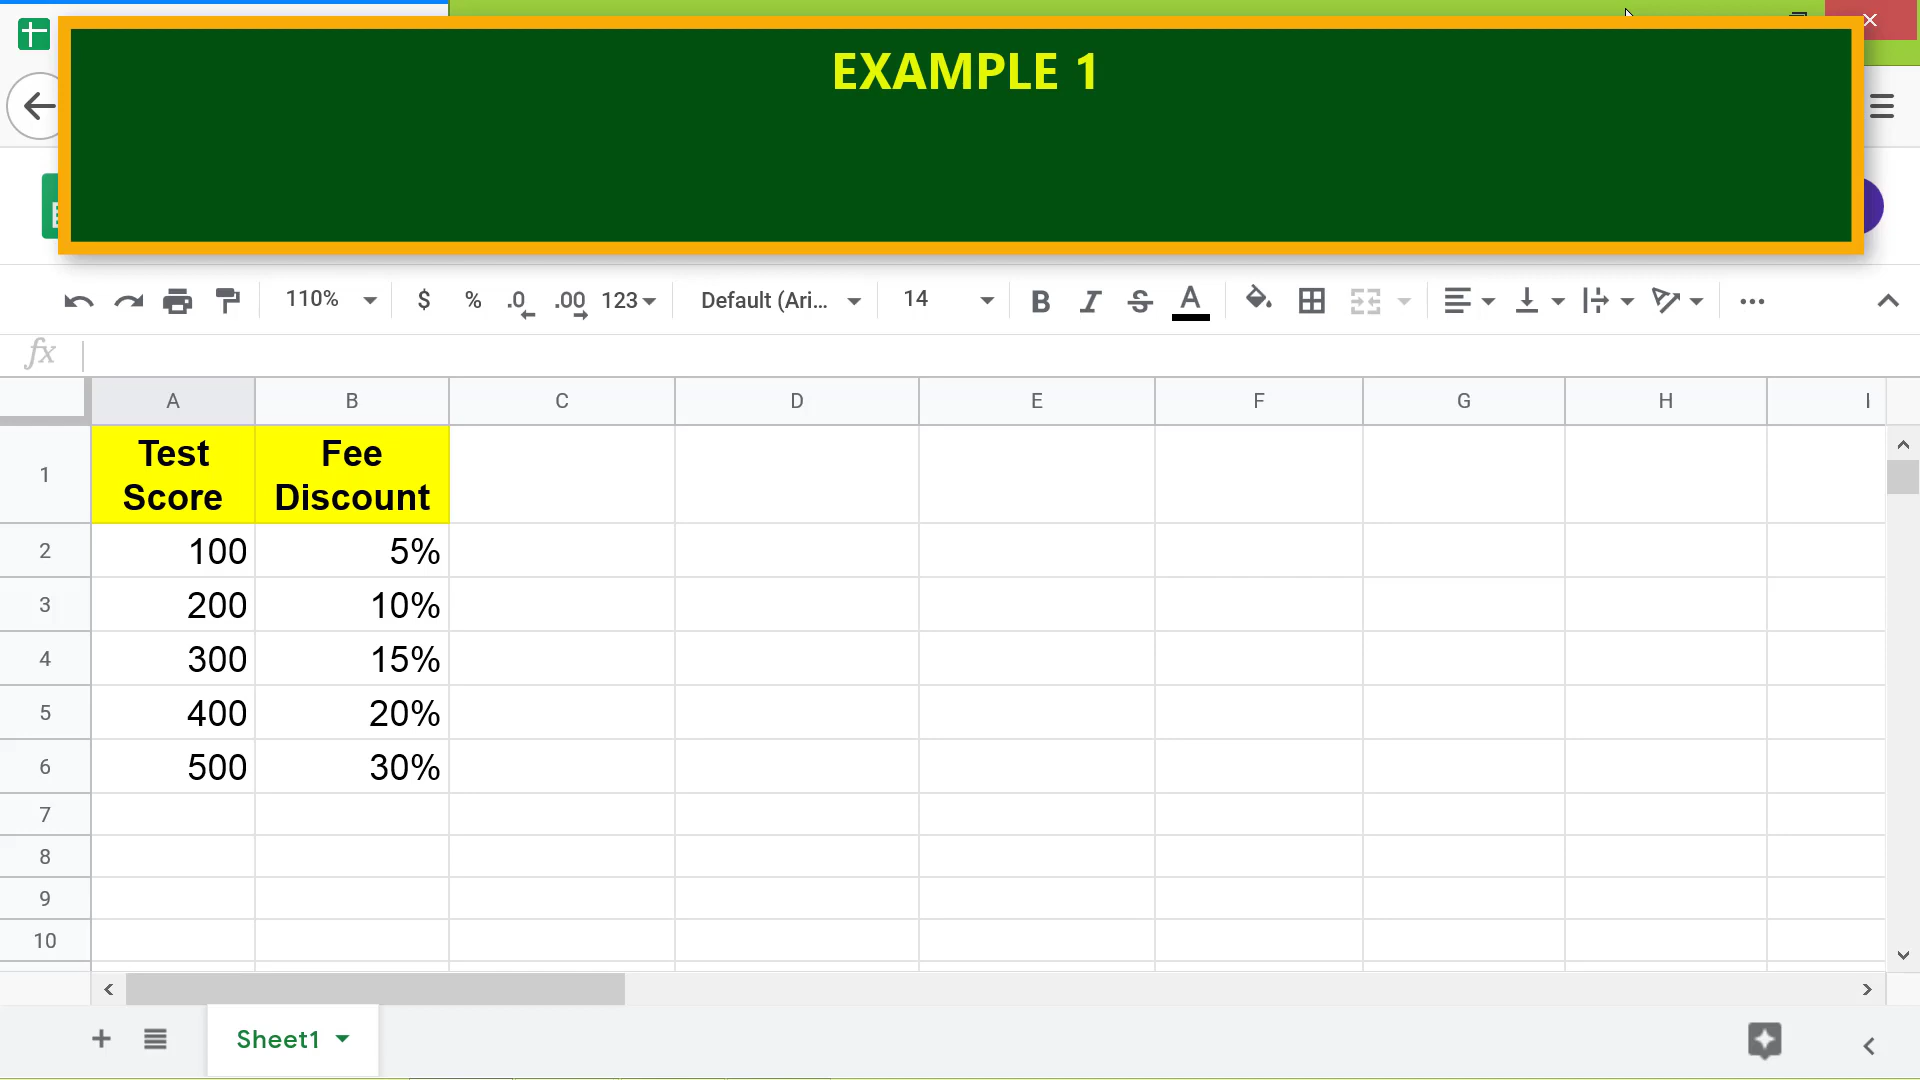 EXAMPLE 1
110% $ % .0 .00 123 Default (Ari... 14 B I S A
fx
A B C D E F G H I
1 Test Score Fee Discount
2 100 5%
3 200 10%
4 300 15%
5 400 20%
6 500 30%
7
8
9
10
Sheet1